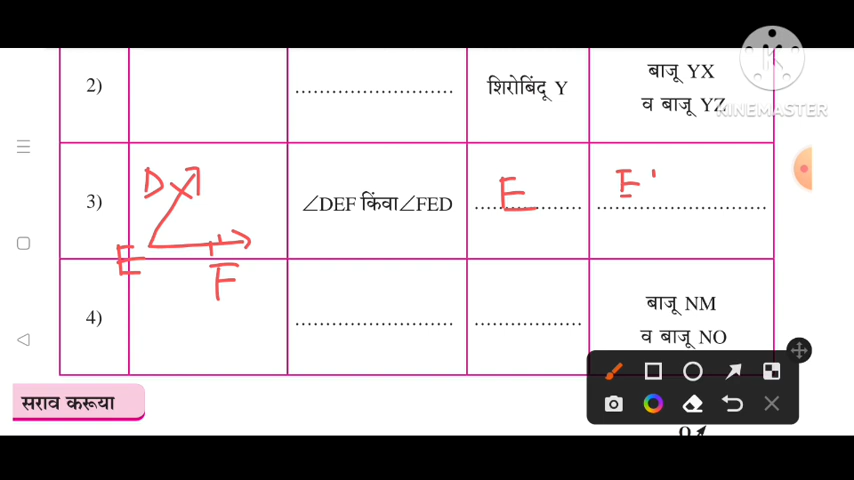 KINEMASTER
2)
..........................
शिरोबिंदू Y
बाजू YX
व बाजू YZ
3)
D
E
F
∠DEF किंवा ∠FED
E
E
4)
..........................
..................
बाजू NM
व बाजू NO
सराव करूया